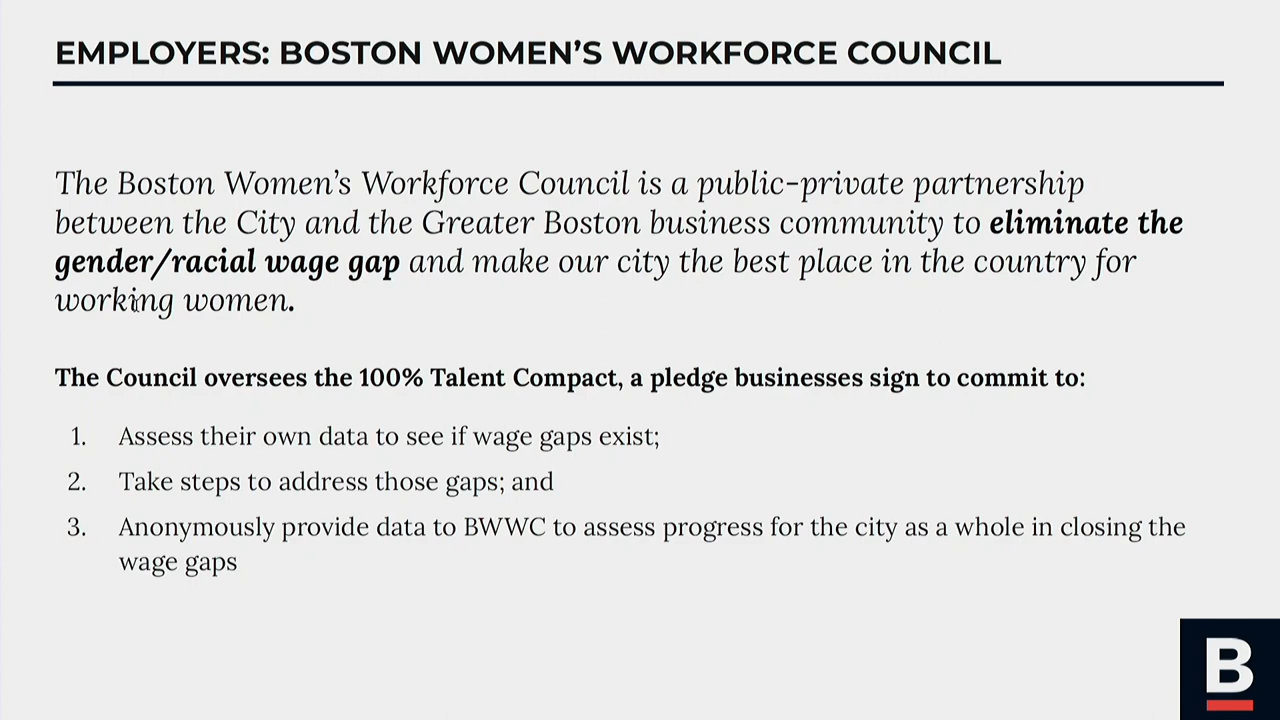 EMPLOYERS: BOSTON WOMEN’S WORKFORCE COUNCIL
The Boston Women’s Workforce Council is a public-private partnership
between the City and the Greater Boston business community to eliminate the
gender/racial wage gap and make our city the best place in the country for
working women.
The Council oversees the 100% Talent Compact, a pledge businesses sign to commit to:
1. Assess their own data to see if wage gaps exist;
2. Take steps to address those gaps; and
3. Anonymously provide data to BWWC to assess progress for the city as a whole in closing the
wage gaps
B